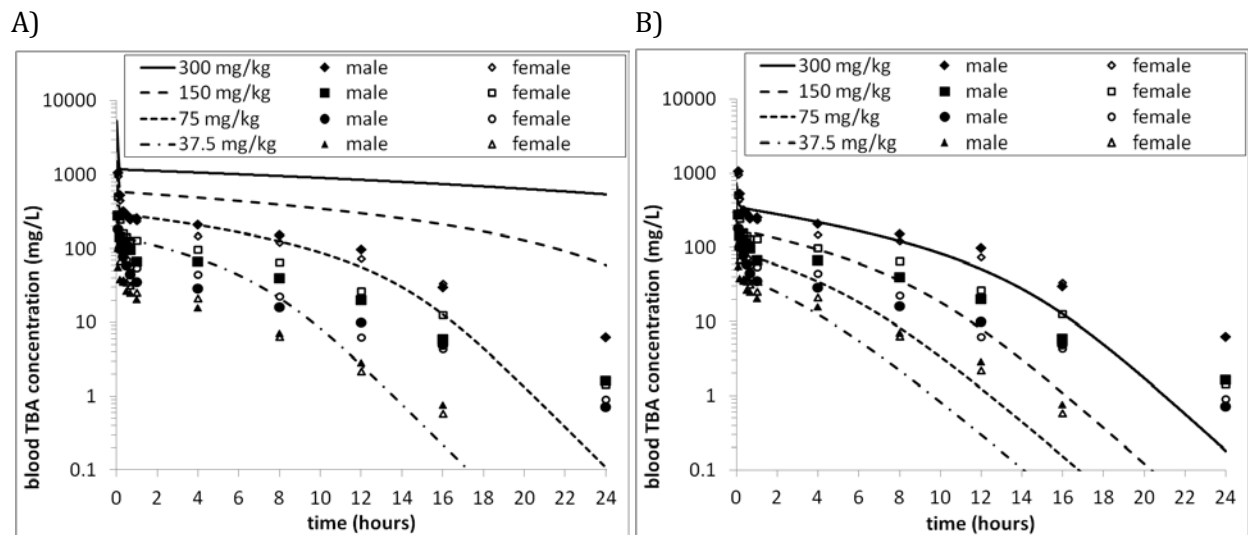 A)
300 mg/kg male female
150 mg/kg male female
75 mg/kg male female
37.5 mg/kg male female
10000
1000
100
10
1
0.1
blood TBA concentration (mg/L)
0 2 4 6 8 10 12 14 16 18 20 22 24
time (hours)
B)
300 mg/kg male female
150 mg/kg male female
75 mg/kg male female
37.5 mg/kg male female
10000
1000
100
10
1
0.1
blood TBA concentration (mg/L)
0 2 4 6 8 10 12 14 16 18 20 22 24
time (hours)